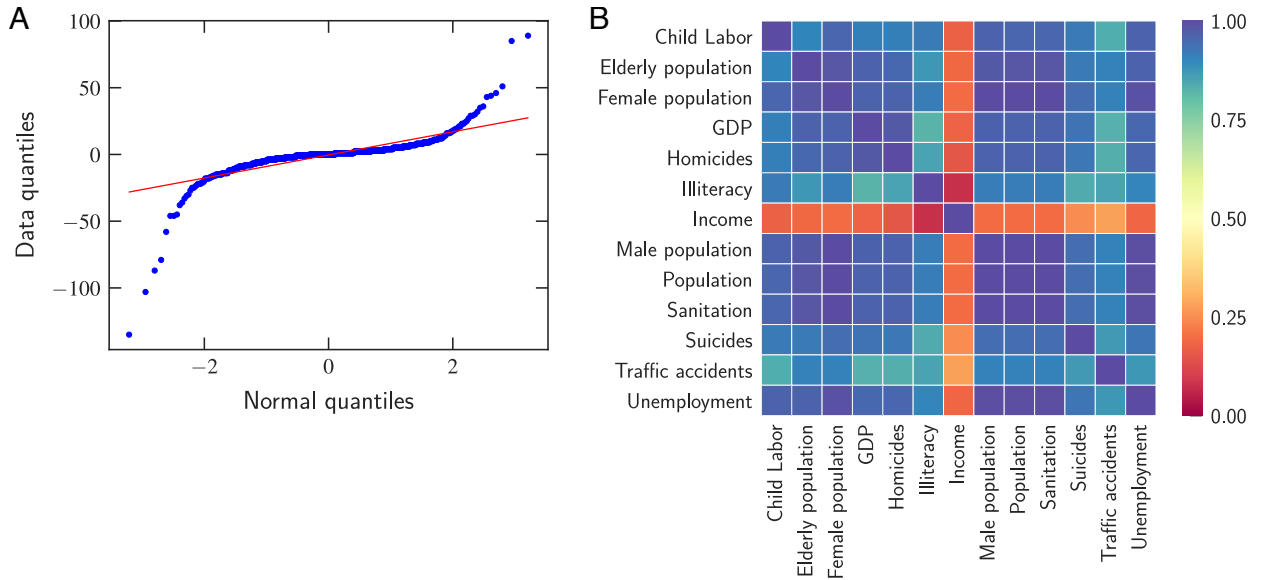 A
100
50
0
−50
−100
Data quantiles
−2
0
2
Normal quantiles
B
Child Labor
Elderly population
Female population
GDP
Homicides
Illiteracy
Income
Male population
Population
Sanitation
Suicides
Traffic accidents
Unemployment
Child Labor
Elderly population
Female population
GDP
Homicides
Illiteracy
Income
Male population
Population
Sanitation
Suicides
Traffic accidents
Unemployment
1.00
0.75
0.50
0.25
0.00